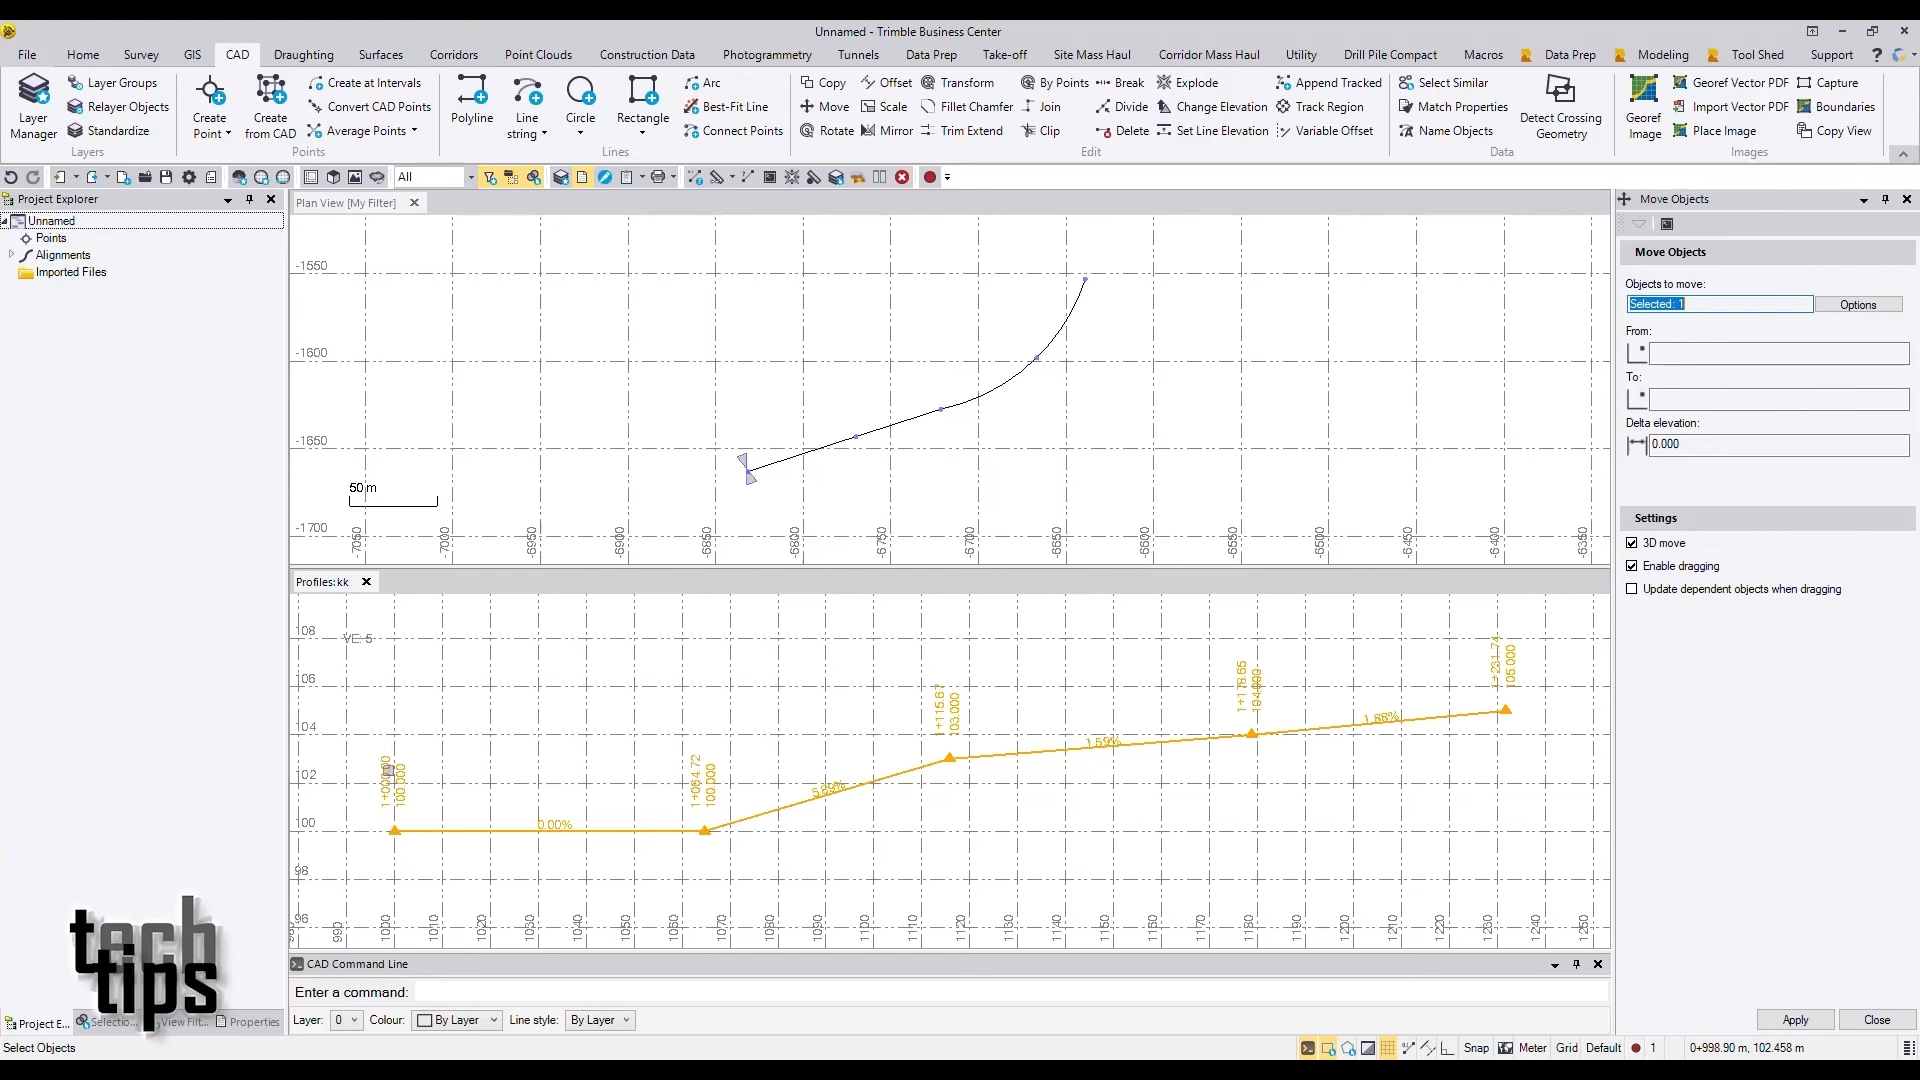 Unnamed - Trimble Business Center
File Home Survey GIS CAD Draughting Surfaces Corridors Point Clouds Construction Data Photogrammetry Tunnels Data Prep Take-off Site Mass Haul Corridor Mass Haul Utility Drill Pile Compact Macros Data Prep Modeling Tool Shed Support
Layer Manager
Layer Groups
Relayer Objects
Standardize
Layers
Create Point
Create from CAD
Create at Intervals
Convert CAD Points
Average Points
Points
Polyline
Line string
Circle
Rectangle
Arc
Best-Fit Line
Connect Points
Lines
Copy Offset Transform By Points Break Explode Append Tracked
Move Scale Fillet Chamfer Join Divide Change Elevation Track Region
Rotate Mirror Trim Extend Clip Delete Set Line Elevation Variable Offset
Edit
Select Similar
Match Properties
Name Objects
Detect Crossing Geometry
Data
Georef Image
Georef Vector PDF
Import Vector PDF
Place Image
Capture
Boundaries
Copy View
Images
All
Project Explorer
Unnamed
Points
Alignments
Imported Files
Plan View [My Filter]
-1550
-1600
-1650
-1700
50 m
-7050 -7000 -6950 -6900 -6850 -6800 -6750 -6700 -6650 -6600 -6550 -6500 -6450 -6400 -6350
Profiles:kk
VE: 5
108
106
104
102
100
98
96
1+000.00
100.000
0.00%
1+064.72
100.000
5.89%
1+115.67
103.000
1.59%
1+178.65
104.000
1.88%
1+231.74
105.000
990 1000 1010 1020 1030 1040 1050 1060 1070 1080 1090 1100 1110 1120 1130 1140 1150 1160 1170 1180 1190 1200 1210 1220 1230 1240 1250
CAD Command Line
Enter a command:
Layer: 0 Colour: By Layer Line style: By Layer
Move Objects
Move Objects
Objects to move:
Selected: 1
Options
From:
To:
Delta elevation:
0.000
Settings
3D move
Enable dragging
Update dependent objects when dragging
Apply Close
tech
tips
Project E... Selectio... View Filt... Properties
Select Objects
Snap Meter Grid Default 1 0+998.90 m, 102.458 m